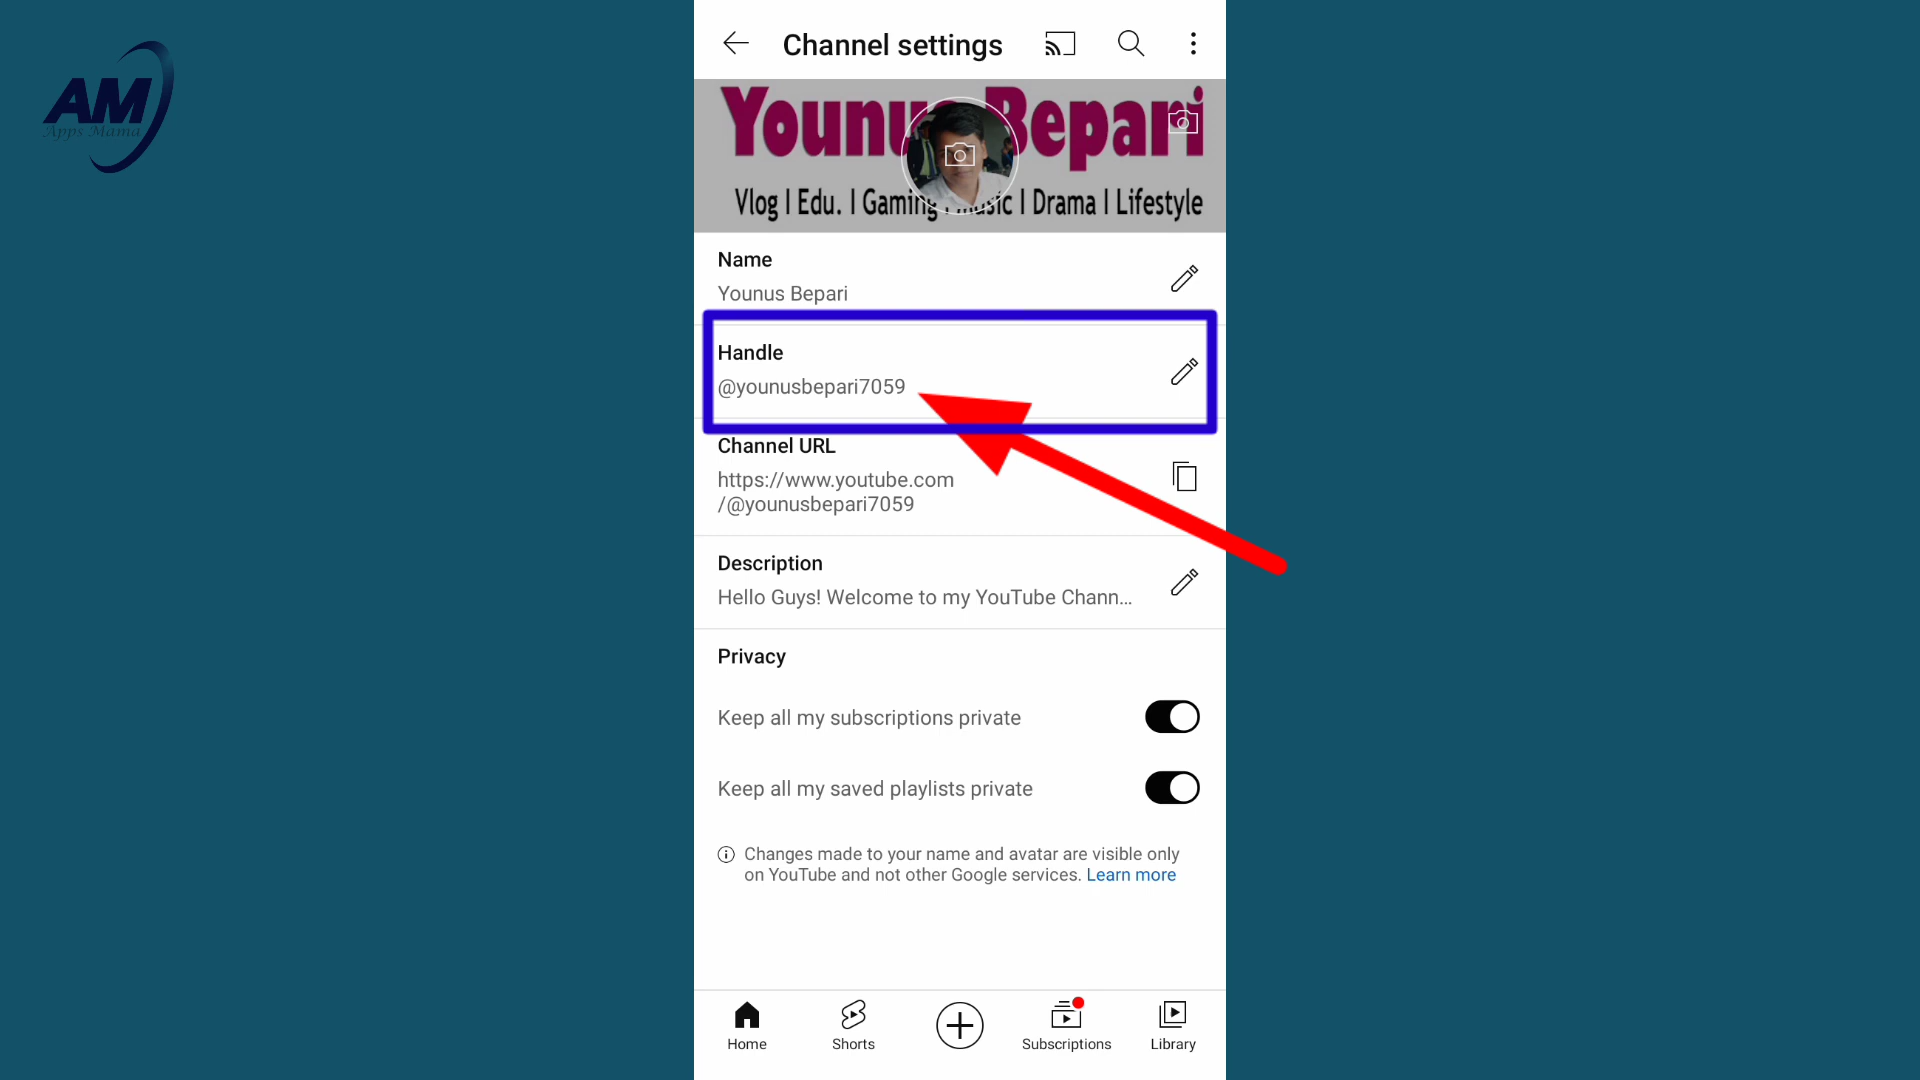 AM
Apps Mama
Channel settings
Younus Bepari
Vlog | Edu. | Gaming | Music | Drama | Lifestyle
Name
Younus Bepari
Handle
@younusbepari7059
Channel URL
https://www.youtube.com
/@younusbepari7059
Description
Hello Guys! Welcome to my YouTube Chann...
Privacy
Keep all my subscriptions private
Keep all my saved playlists private
Changes made to your name and avatar are visible only
on YouTube and not other Google services. Learn more
Home
Shorts
Subscriptions
Library